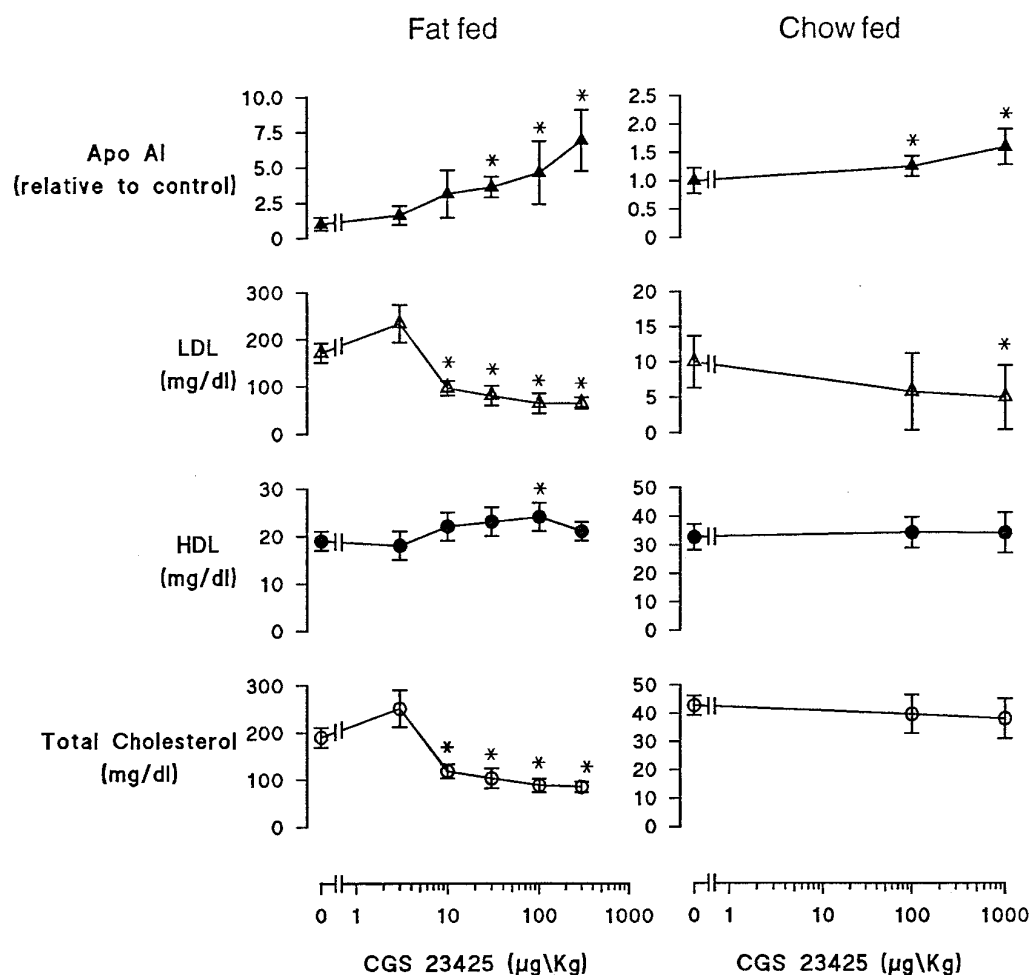 Fat fed
Chow fed
Apo AI
(relative to control)
10.0
7.5
5.0
2.5
0
* * *
2.5
2.0
1.5
1.0
0.5
0
* *
LDL
(mg/dl)
300
200
100
0
* * * *
20
15
10
5
0
*
HDL
(mg/dl)
30
20
10
0
*
50
40
30
20
10
0
Total Cholesterol
(mg/dl)
300
200
100
0
* * * *
50
40
30
20
10
0
0 1 10 100 1000
0 1 10 100 1000
CGS 23425 (µg\Kg)
CGS 23425 (µg\Kg)